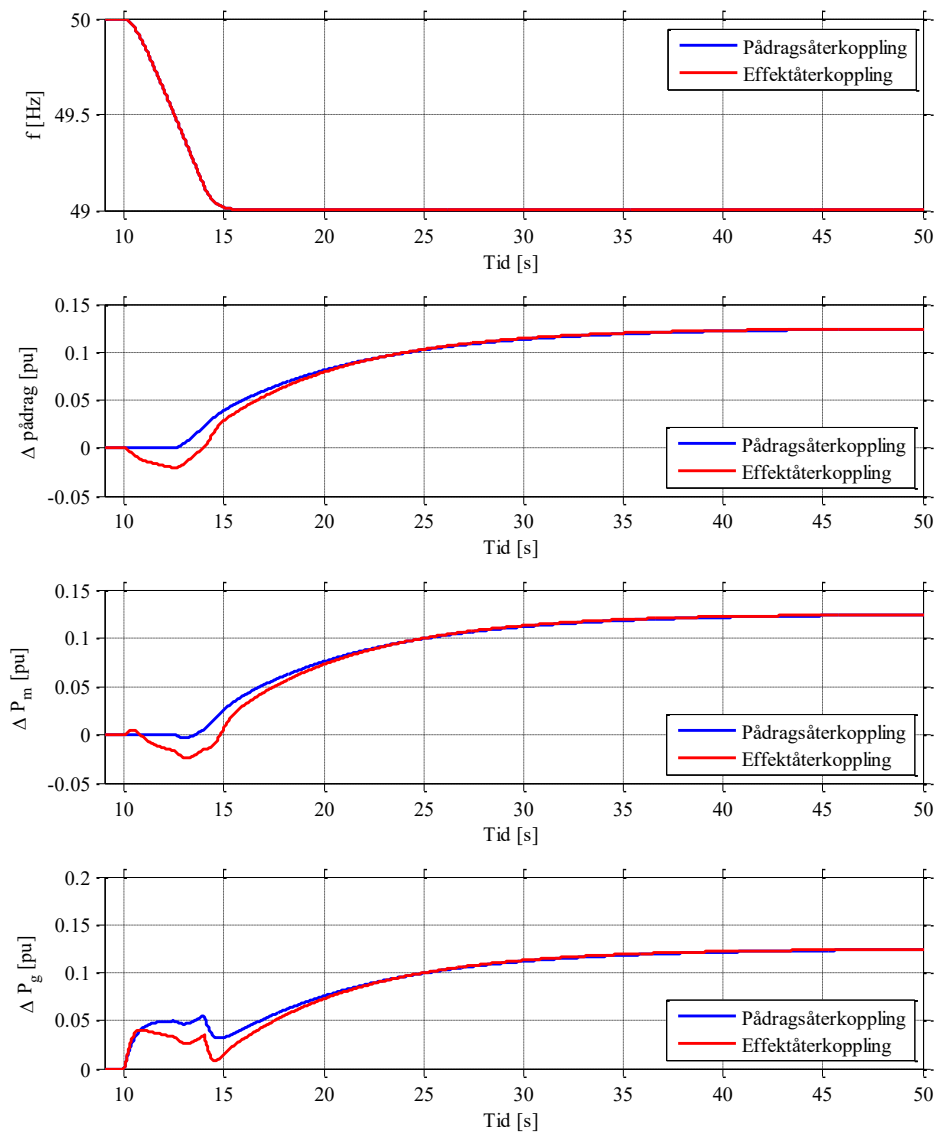 50
49.5
49
f [Hz]
Pådragsåterkoppling
Effektåterkoppling
10 15 20 25 30 35 40 45 50
Tid [s]
0.15
0.1
0.05
0
-0.05
Δ pådrag [pu]
Pådragsåterkoppling
Effektåterkoppling
10 15 20 25 30 35 40 45 50
Tid [s]
0.15
0.1
0.05
0
-0.05
Δ P_m [pu]
Pådragsåterkoppling
Effektåterkoppling
10 15 20 25 30 35 40 45 50
Tid [s]
0.2
0.15
0.1
0.05
0
Δ P_g [pu]
Pådragsåterkoppling
Effektåterkoppling
10 15 20 25 30 35 40 45 50
Tid [s]